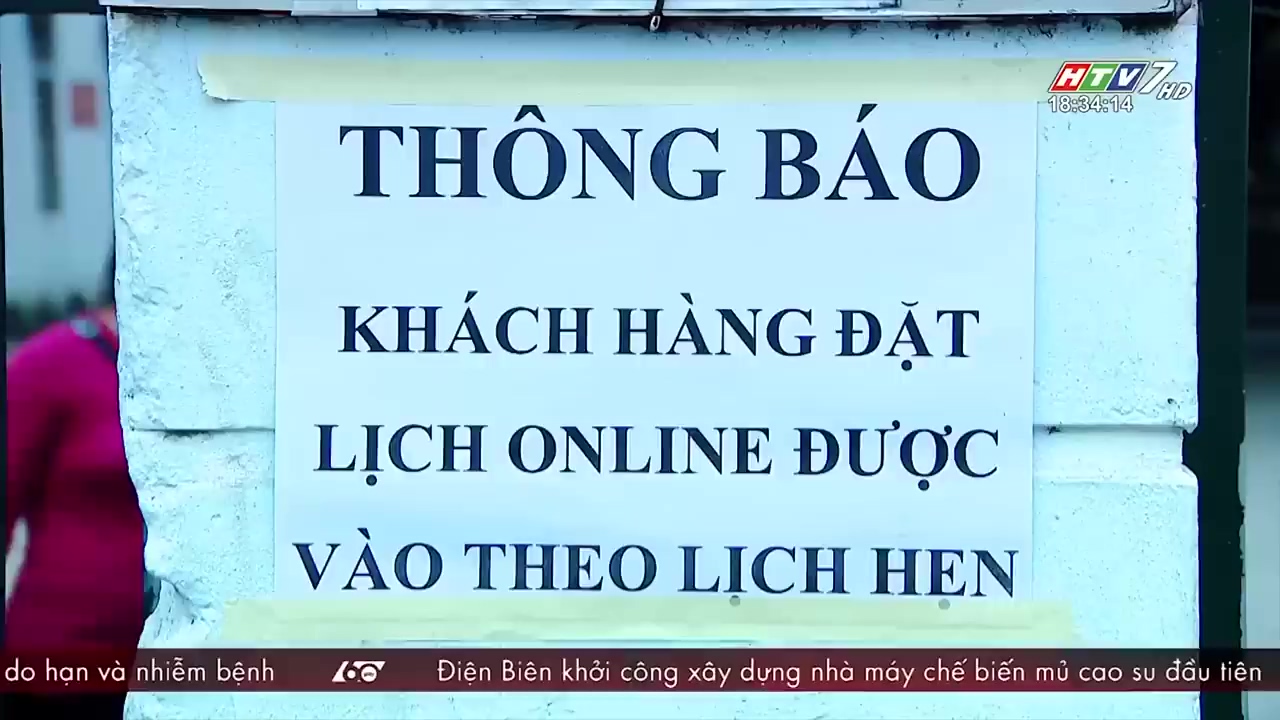 HTV7 HD
18:34:14
THÔNG BÁO
KHÁCH HÀNG ĐẶT
LỊCH ONLINE ĐƯỢC
VÀO THEO LỊCH HẸN
do hạn và nhiễm bệnh 60 Điện Biên khởi công xây dựng nhà máy chế biến mủ cao su đầu tiên